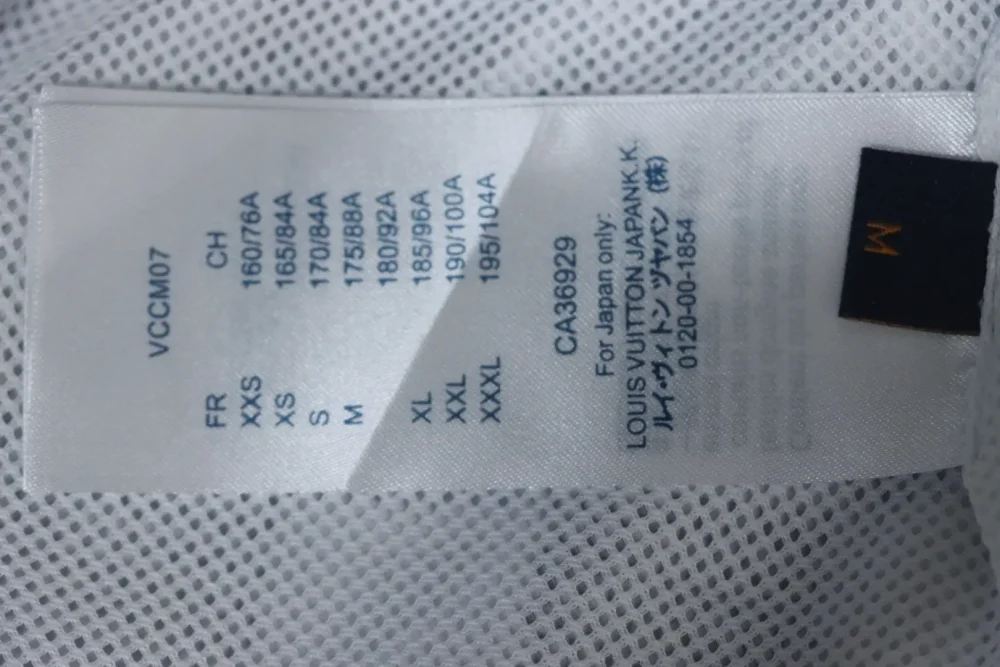 VCCM07
FR CH
XXS 160/76A
XS 165/84A
S 170/84A
M 175/88A
180/92A
XL 185/96A
XXL 190/100A
XXXL 195/104A
CA36929
For Japan only:
LOUIS VUITTON JAPANK.K.
ルイ・ヴィトン ヅャパン (株)
0120-00-1854
M